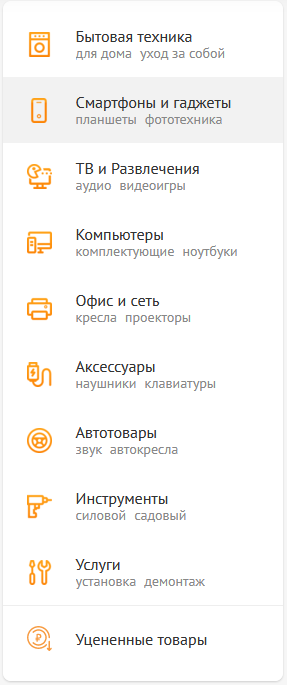 Бытовая техника
для дома уход за собой
Смартфоны и гаджеты
планшеты фототехника
ТВ и Развлечения
аудио видеоигры
Компьютеры
комплектующие ноутбуки
Офис и сеть
кресла проекторы
Аксессуары
наушники клавиатуры
Автотовары
звук автокресла
Инструменты
силовой садовый
Услуги
установка демонтаж
Уцененные товары